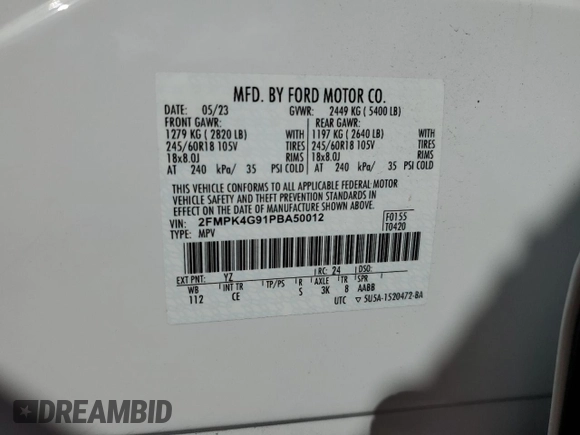 MFD. BY FORD MOTOR CO.
DATE: 05/23 GVWR: 2449 KG ( 5400 LB)
FRONT GAWR: REAR GAWR:
1279 KG ( 2820 LB) WITH 1197 KG ( 2640 LB) WITH
245/60R18 105V TIRES 245/60R18 105V TIRES
18x8.0J RIMS 18x8.0J RIMS
AT 240 kPa/ 35 PSI COLD AT 240 kPa/ 35 PSI COLD
THIS VEHICLE CONFORMS TO ALL APPLICABLE FEDERAL MOTOR
VEHICLE SAFETY BUMPER, AND THEFT PREVENTION STANDARDS IN
EFFECT ON THE DATE OF MANUFACTURE SHOWN ABOVE.
VIN: 2FMPK4G91PBA50012 F0155
TYPE: MPV T0420
EXT PNT: YZ RC: 24 DSO:
WB INT TR TP/PS R AXLE TR SPR
112 CE S 3K 8 AABB
UTC ▽ 5U5A-1520472-BA
DREAMBID